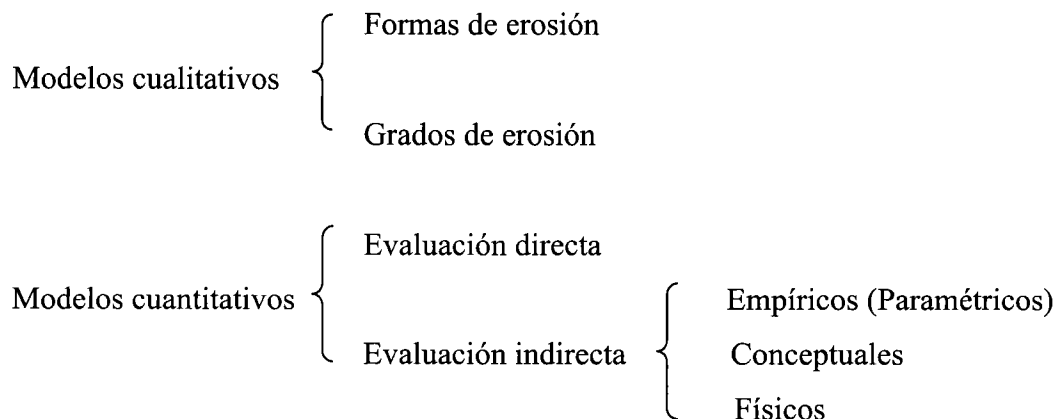 Formas de erosión
Modelos cualitativos
Grados de erosión
Evaluación directa
Modelos cuantitativos
Empíricos (Paramétricos)
Evaluación indirecta
Conceptuales
Físicos